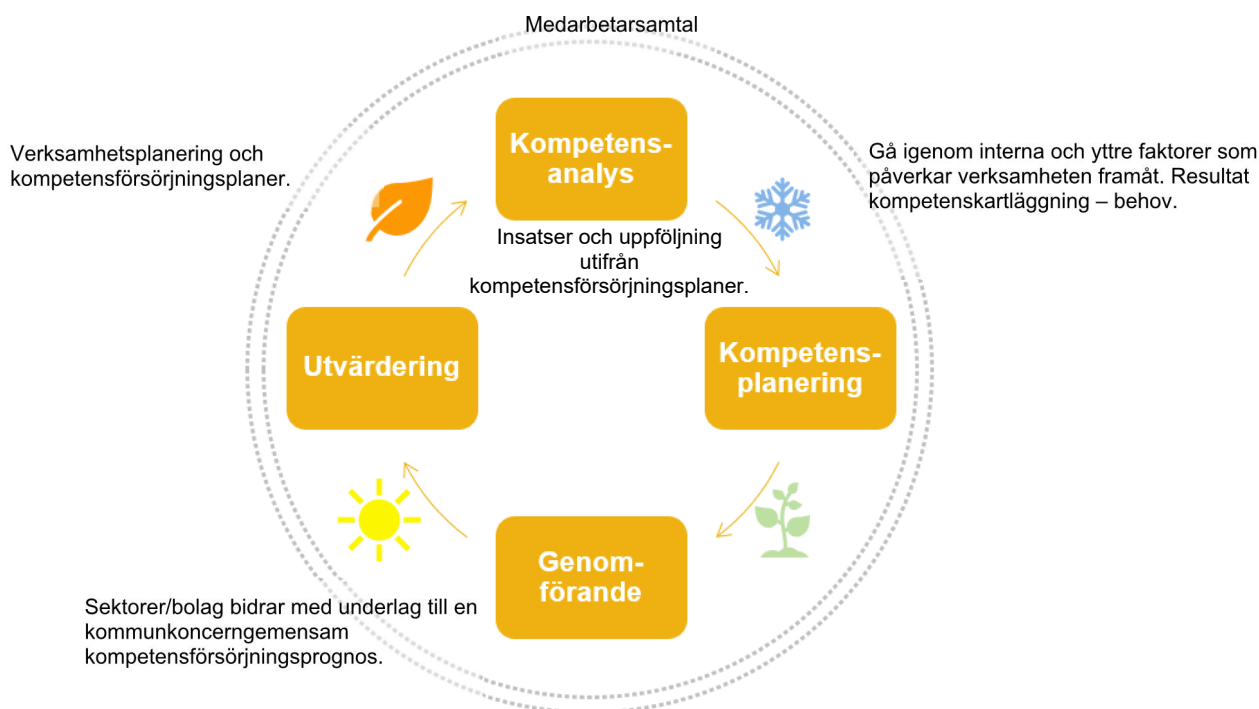 Medarbetarsamtal
Verksamhetsplanering och
kompetensförsörjningsplaner.
Kompetens-
analys
Gå igenom interna och yttre faktorer som
påverkar verksamheten framåt. Resultat
kompetenskartläggning – behov.
Insatser och uppföljning
utifrån
kompetensförsörjningsplaner.
Utvärdering
Kompetens-
planering
Genom-
förande
Sektorer/bolag bidrar med underlag till en
kommunkoncerngemensam
kompetensförsörjningsprognos.